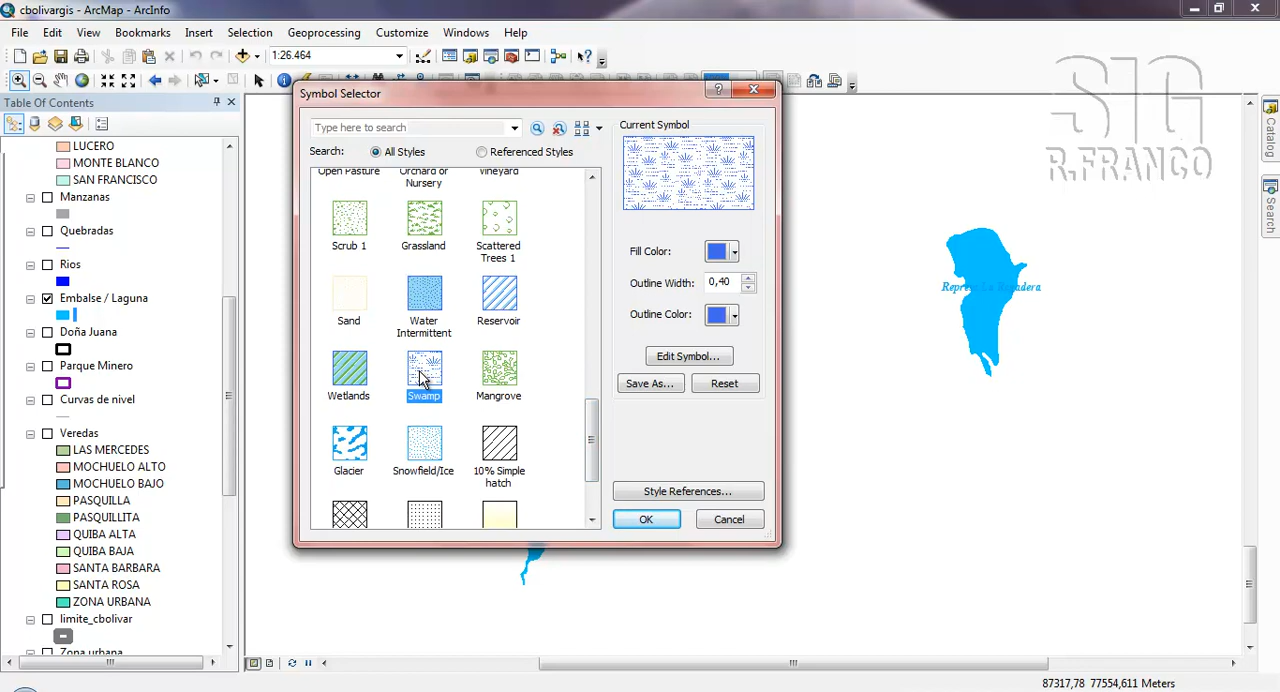 cbolivargis - ArcMap - ArcInfo
File Edit View Bookmarks Insert Selection Geoprocessing Customize Windows Help
1:26.464
Table Of Contents
LUCERO
MONTE BLANCO
SAN FRANCISCO
Manzanas
Quebradas
Rios
Embalse / Laguna
Doña Juana
Parque Minero
Curvas de nivel
Veredas
LAS MERCEDES
MOCHUELO ALTO
MOCHUELO BAJO
PASQUILLA
PASQUILLITA
QUIBA ALTA
QUIBA BAJA
SANTA BARBARA
SANTA ROSA
ZONA URBANA
limite_cbolivar
Zona urbana
Symbol Selector
Type here to search
Search: All Styles Referenced Styles
Open Pasture Orchard or Nursery Vineyard
Scrub 1 Grassland Scattered Trees 1
Sand Water Intermittent Reservoir
Wetlands Swamp Mangrove
Glacier Snowfield/Ice 10% Simple hatch
Current Symbol
Fill Color:
Outline Width: 0,40
Outline Color:
Edit Symbol...
Save As... Reset
Style References...
OK Cancel
SIG
R.FRANCO
Catalog
Search
87317,78 77554,611 Meters